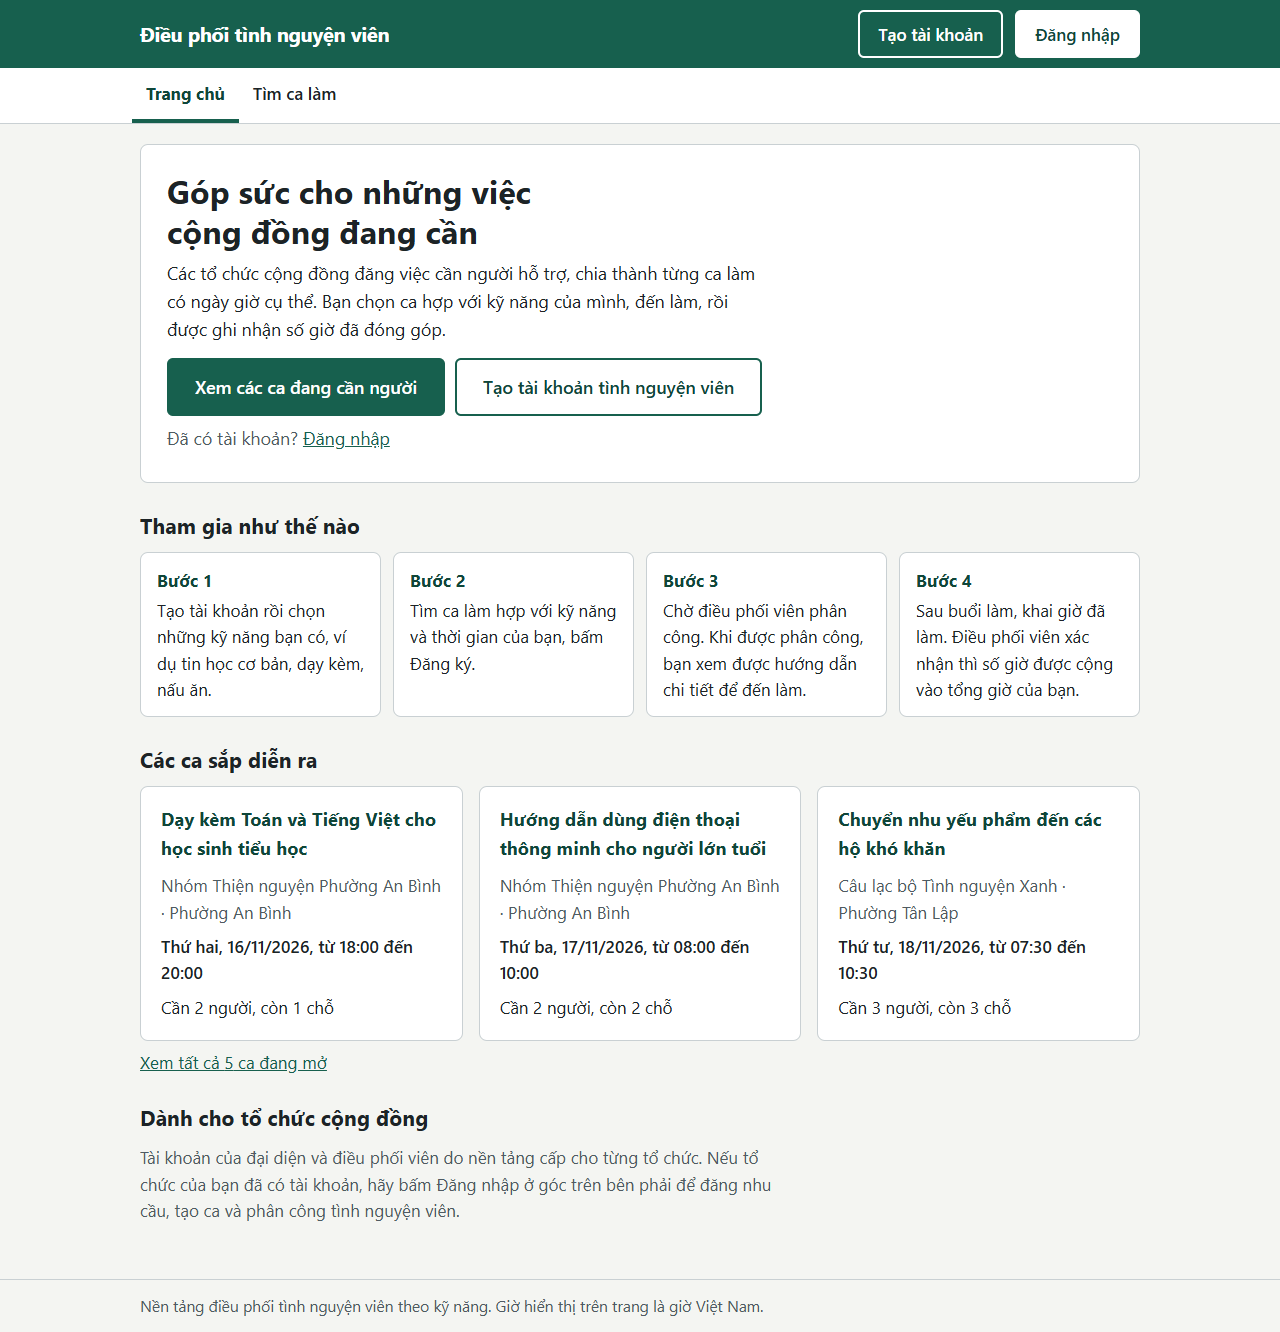 Điều phối tình nguyện viên
Tạo tài khoản
Đăng nhập
Trang chủ
Tìm ca làm
Góp sức cho những việc
cộng đồng đang cần
Các tổ chức cộng đồng đăng việc cần người hỗ trợ, chia thành từng ca làm
có ngày giờ cụ thể. Bạn chọn ca hợp với kỹ năng của mình, đến làm, rồi
được ghi nhận số giờ đã đóng góp.
Xem các ca đang cần người
Tạo tài khoản tình nguyện viên
Đã có tài khoản? Đăng nhập
Tham gia như thế nào
Bước 1
Tạo tài khoản rồi chọn
những kỹ năng bạn có, ví
dụ tin học cơ bản, dạy kèm,
nấu ăn.
Bước 2
Tìm ca làm hợp với kỹ năng
và thời gian của bạn, bấm
Đăng ký.
Bước 3
Chờ điều phối viên phân
công. Khi được phân công,
bạn xem được hướng dẫn
chi tiết để đến làm.
Bước 4
Sau buổi làm, khai giờ đã
làm. Điều phối viên xác
nhận thì số giờ được cộng
vào tổng giờ của bạn.
Các ca sắp diễn ra
Dạy kèm Toán và Tiếng Việt cho
học sinh tiểu học
Nhóm Thiện nguyện Phường An Bình
· Phường An Bình
Thứ hai, 16/11/2026, từ 18:00 đến
20:00
Cần 2 người, còn 1 chỗ
Hướng dẫn dùng điện thoại
thông minh cho người lớn tuổi
Nhóm Thiện nguyện Phường An Bình
· Phường An Bình
Thứ ba, 17/11/2026, từ 08:00 đến
10:00
Cần 2 người, còn 2 chỗ
Chuyển nhu yếu phẩm đến các
hộ khó khăn
Câu lạc bộ Tình nguyện Xanh ·
Phường Tân Lập
Thứ tư, 18/11/2026, từ 07:30 đến
10:30
Cần 3 người, còn 3 chỗ
Xem tất cả 5 ca đang mở
Dành cho tổ chức cộng đồng
Tài khoản của đại diện và điều phối viên do nền tảng cấp cho từng tổ chức. Nếu tổ
chức của bạn đã có tài khoản, hãy bấm Đăng nhập ở góc trên bên phải để đăng nhu
cầu, tạo ca và phân công tình nguyện viên.
Nền tảng điều phối tình nguyện viên theo kỹ năng. Giờ hiển thị trên trang là giờ Việt Nam.